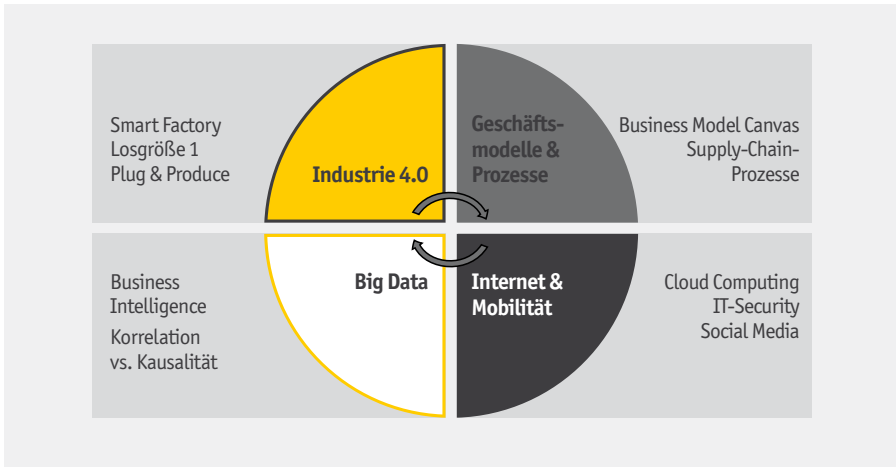 Smart Factory
Losgröße 1
Plug & Produce
Industrie 4.0
Geschäfts-
modelle &
Prozesse
Business Model Canvas
Supply-Chain-
Prozesse
Business
Intelligence
Korrelation
vs. Kausalität
Big Data
Internet &
Mobilität
Cloud Computing
IT-Security
Social Media